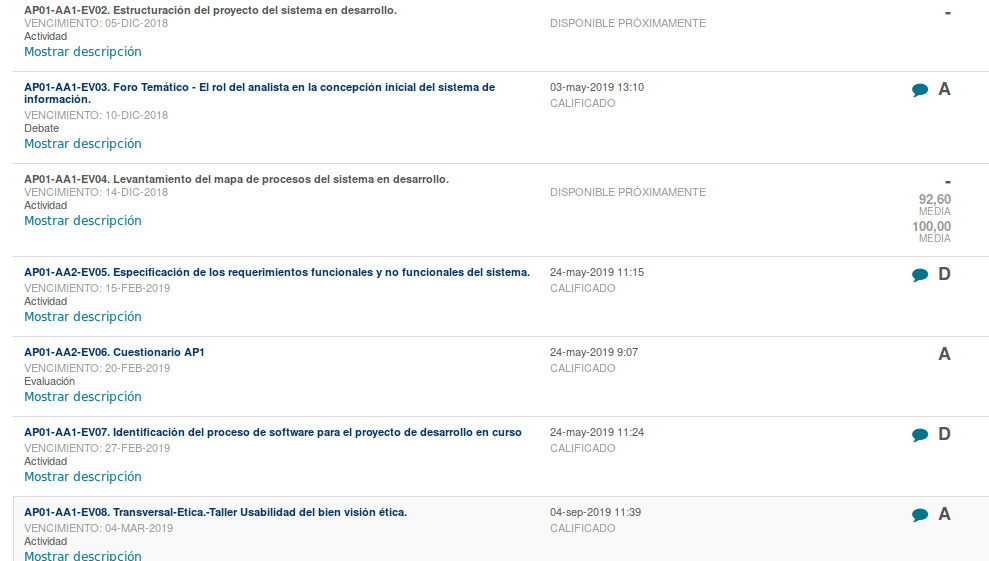 AP01-AA1-EV02. Estructuración del proyecto del sistema en desarrollo.
-
VENCIMIENTO: 05-DIC-2018
DISPONIBLE PRÓXIMAMENTE
Actividad
Mostrar descripción
AP01-AA1-EV03. Foro Temático - El rol del analista en la concepción inicial del sistema de
información.
03-may-2019 13:10
A
CALIFICADO
VENCIMIENTO: 10-DIC-2018
Debate
Mostrar descripción
AP01-AA1-EV04. Levantamiento del mapa de procesos del sistema en desarrollo.
-
VENCIMIENTO: 14-DIC-2018
DISPONIBLE PRÓXIMAMENTE
92,60
MEDIA
100,00
MEDIA
Actividad
Mostrar descripción
AP01-AA2-EV05. Especificación de los requerimientos funcionales y no funcionales del sistema.
24-may-2019 11:15
D
VENCIMIENTO: 15-FEB-2019
CALIFICADO
Actividad
Mostrar descripción
AP01-AA2-EV06. Cuestionario AP1
24-may-2019 9:07
A
VENCIMIENTO: 20-FEB-2019
CALIFICADO
Evaluación
Mostrar descripción
AP01-AA1-EV07. Identificación del proceso de software para el proyecto de desarrollo en curso
24-may-2019 11:24
D
VENCIMIENTO: 27-FEB-2019
CALIFICADO
Actividad
Mostrar descripción
AP01-AA1-EV08. Transversal-Etica.-Taller Usabilidad del bien visión ética.
04-sep-2019 11:39
A
VENCIMIENTO: 04-MAR-2019
CALIFICADO
Actividad
Mostrar descripción